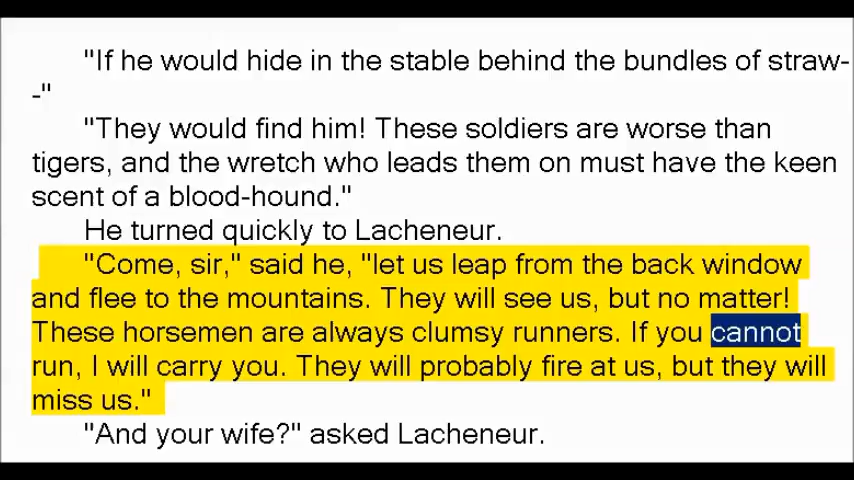 "If he would hide in the stable behind the bundles of straw-
-"
"They would find him! These soldiers are worse than
tigers, and the wretch who leads them on must have the keen
scent of a blood-hound."
He turned quickly to Lacheneur.
"Come, sir," said he, "let us leap from the back window
and flee to the mountains. They will see us, but no matter!
These horsemen are always clumsy runners. If you cannot
run, I will carry you. They will probably fire at us, but they will
miss us."
"And your wife?" asked Lacheneur.